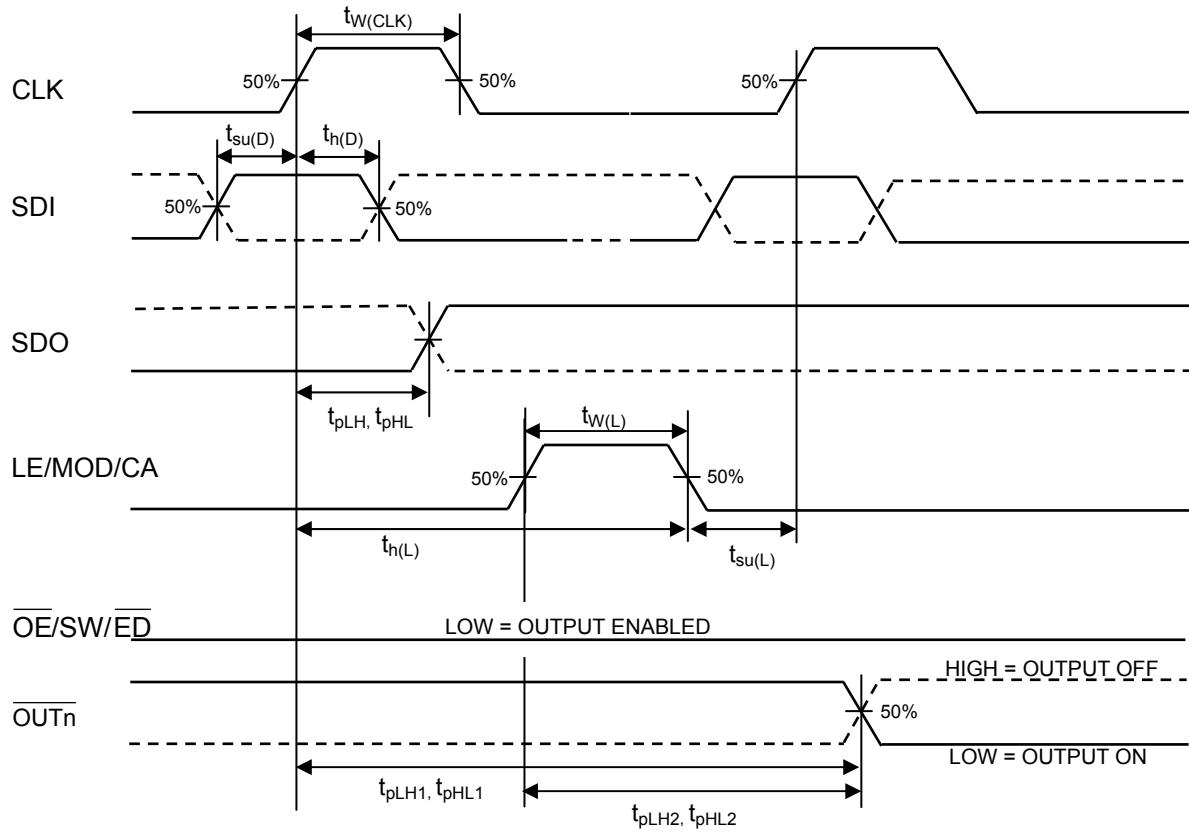 tW(CLK)
CLK
50%
50%
50%
tsu(D)
th(D)
SDI
50%
50%
SDO
tpLH, tpHL
tW(L)
LE/MOD/CA
50%
50%
th(L)
tsu(L)
OE/SW/ED
LOW = OUTPUT ENABLED
HIGH = OUTPUT OFF
OUTn
50%
LOW = OUTPUT ON
tpLH1, tpHL1
tpLH2, tpHL2